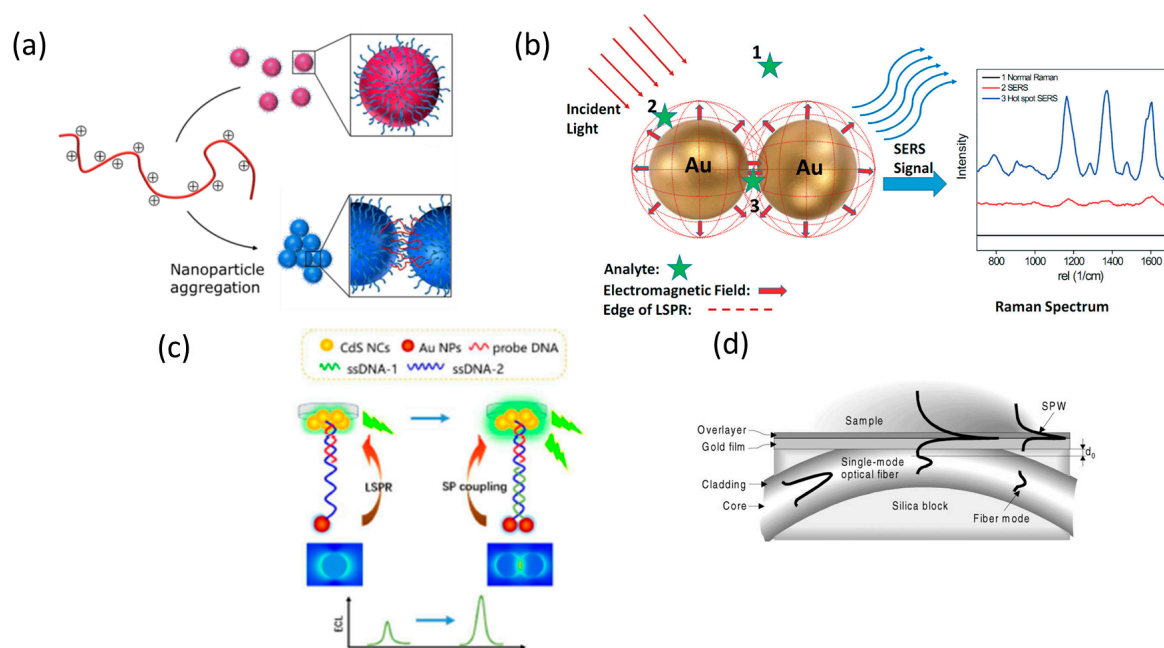 (a)
⊕ ⊕ ⊕ ⊕ ⊕ ⊕ ⊕ ⊕ ⊕ ⊕
Nanoparticle
aggregation
(b)
Incident
Light
1
2
3
Au
Au
SERS
Signal
1 Normal Raman
2 SERS
3 Hot spot SERS
Intensity
800 1000 1200 1400 1600
rel (1/cm)
Raman Spectrum
Analyte:
Electromagnetic Field:
Edge of LSPR:
(c)
CdS NCs Au NPs probe DNA
ssDNA-1 ssDNA-2
LSPR
SP coupling
ECL
(d)
Sample
SPW
Overlayer
Gold film
d₀
Single-mode
optical fiber
Cladding
Core
Silica block
Fiber mode